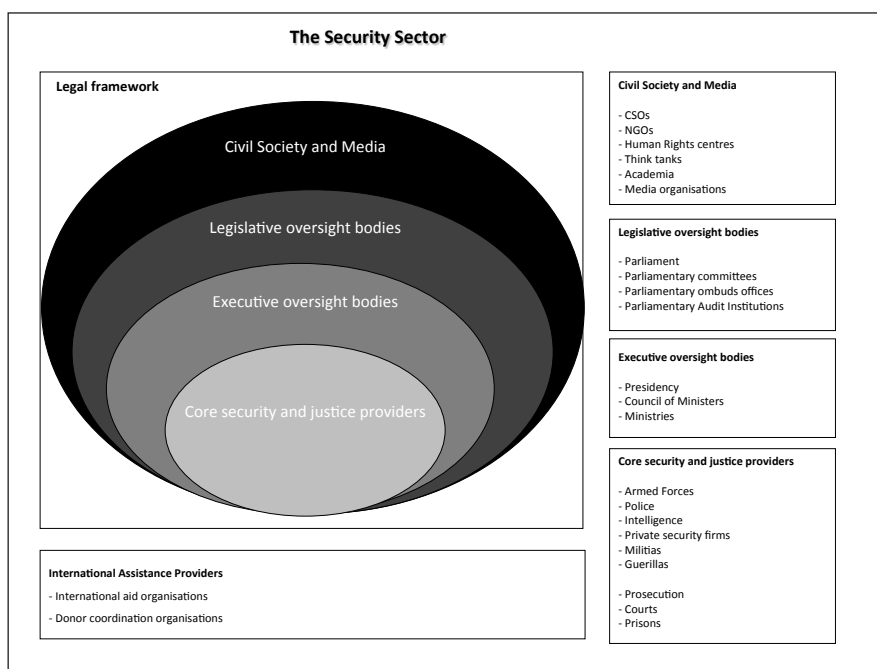 The Security Sector
Legal framework
Civil Society and Media
Legislative oversight bodies
Executive oversight bodies
Core security and justice providers
International Assistance Providers
- International aid organisations
- Donor coordination organisations
Civil Society and Media
- CSOs
- NGOs
- Human Rights centres
- Think tanks
- Academia
- Media organisations
Legislative oversight bodies
- Parliament
- Parliamentary committees
- Parliamentary ombuds offices
- Parliamentary Audit Institutions
Executive oversight bodies
- Presidency
- Council of Ministers
- Ministries
Core security and justice providers
- Armed Forces
- Police
- Intelligence
- Private security firms
- Militias
- Guerillas
- Prosecution
- Courts
- Prisons